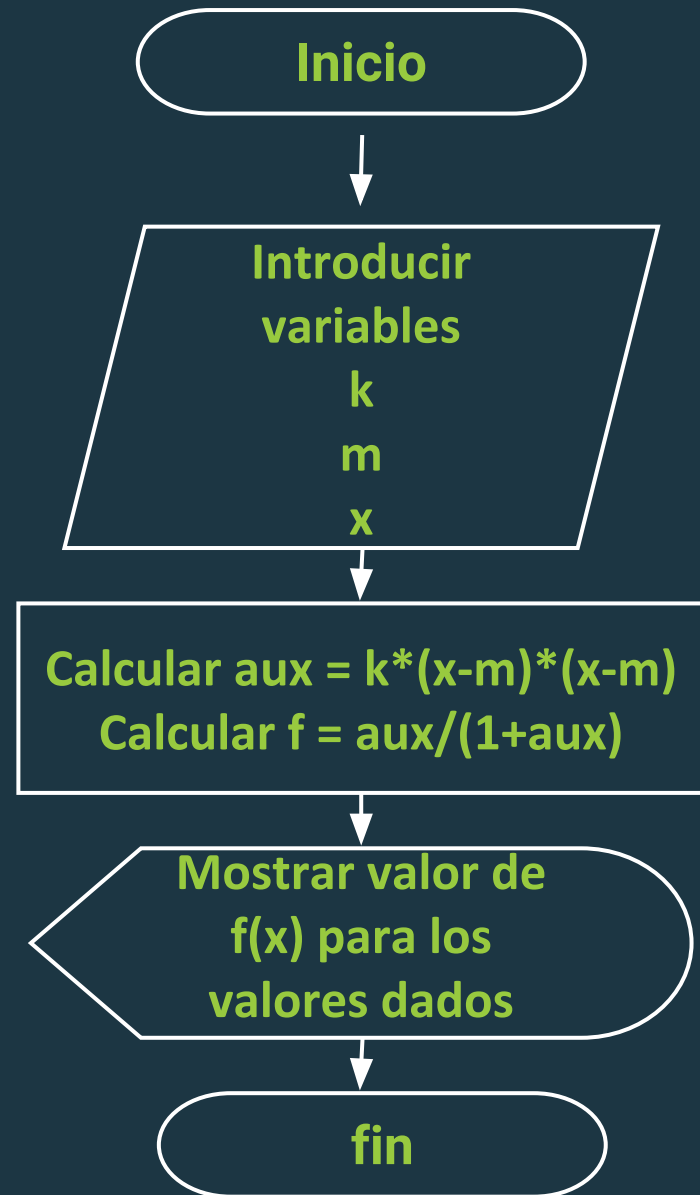 Inicio
Introducir
variables
k
m
x
Calcular aux = k*(x-m)*(x-m)
Calcular f = aux/(1+aux)
Mostrar valor de
f(x) para los
valores dados
fin